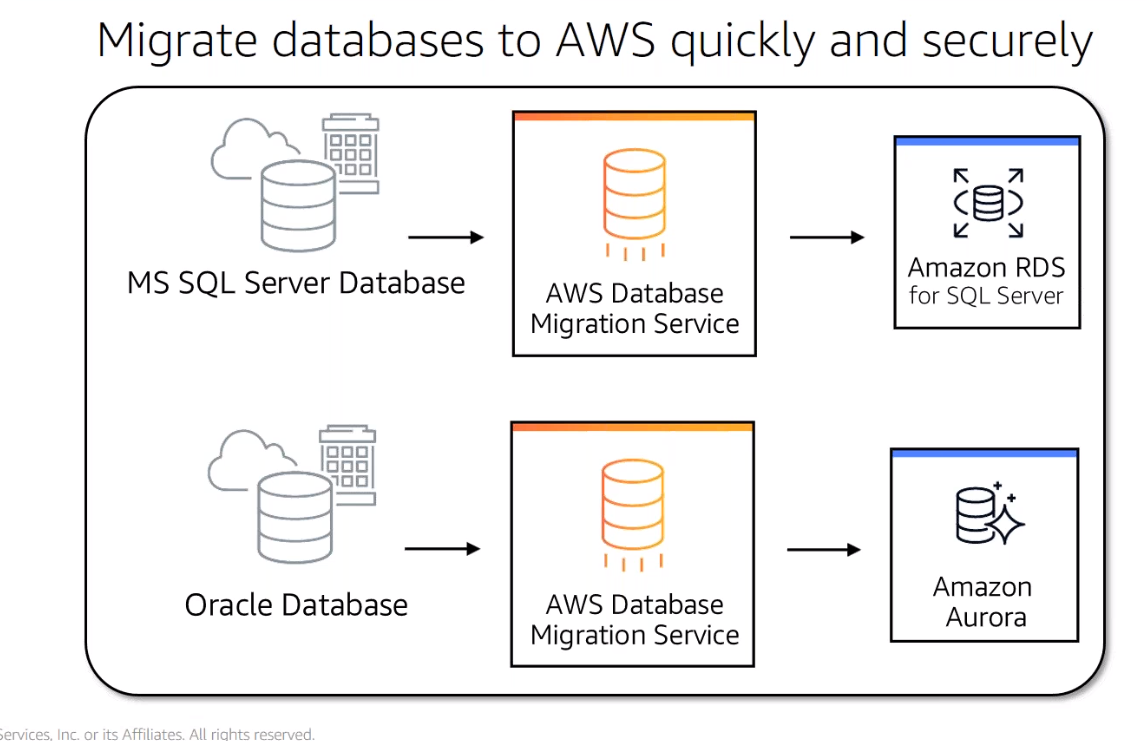 Migrate databases to AWS quickly and securely
MS SQL Server Database
AWS Database
Migration Service
Amazon RDS
for SQL Server
Oracle Database
AWS Database
Migration Service
Amazon
Aurora
Services, Inc. or its Affiliates. All rights reserved.